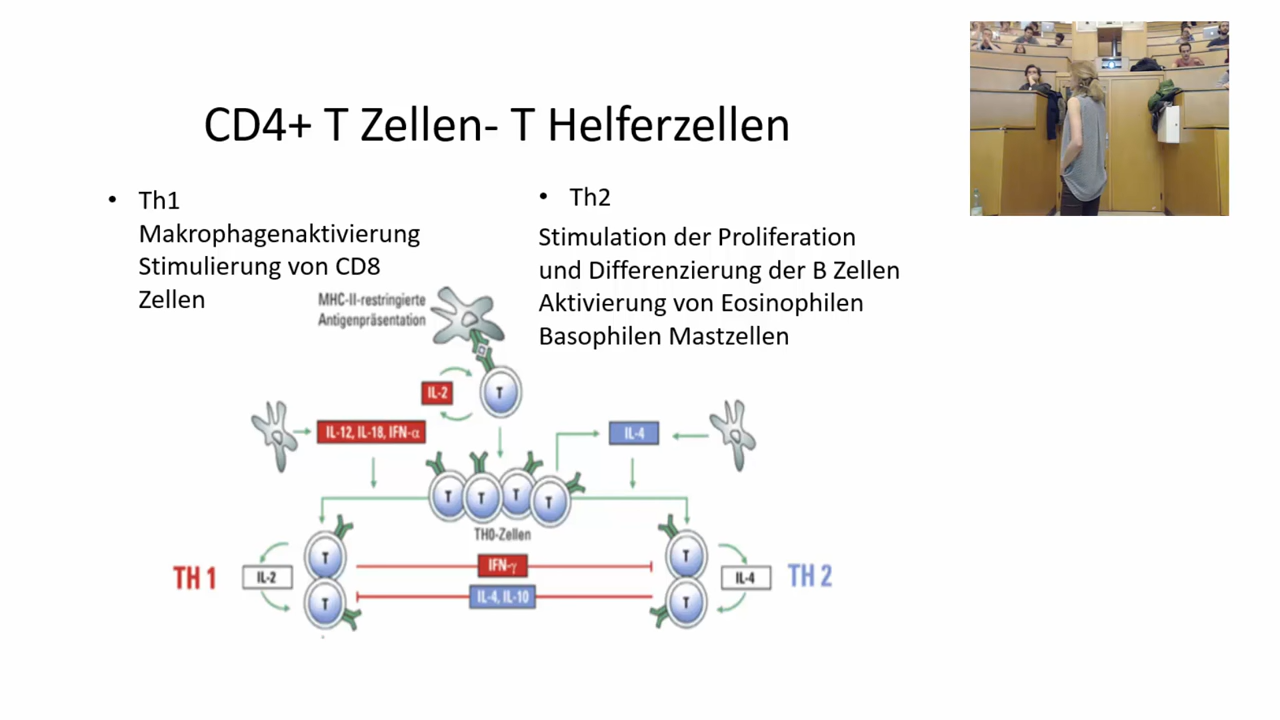 CD4+ T Zellen- T Helferzellen
• Th1
Makrophagenaktivierung
Stimulierung von CD8
Zellen
• Th2
Stimulation der Proliferation
und Differenzierung der B Zellen
Aktivierung von Eosinophilen
Basophilen Mastzellen
MHC-II-restringierte
Antigenpräsentation
IL-2
T
IL-12, IL-18, IFN-α
IL-4
T T T T
TH0-Zellen
T
T
IFN-γ
TH 1
IL-2
IL-4
TH 2
IL-4, IL-10
T
T